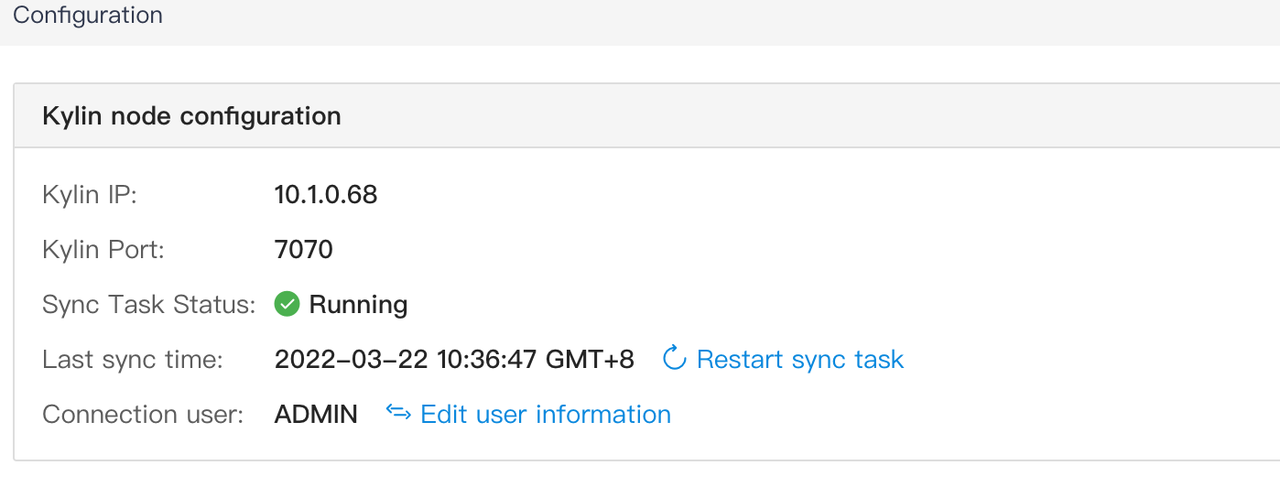 Configuration
Kylin node configuration
Kylin IP: 10.1.0.68
Kylin Port: 7070
Sync Task Status: Running
Last sync time: 2022–03–22 10:36:47 GMT+8 Restart sync task
Connection user: ADMIN Edit user information